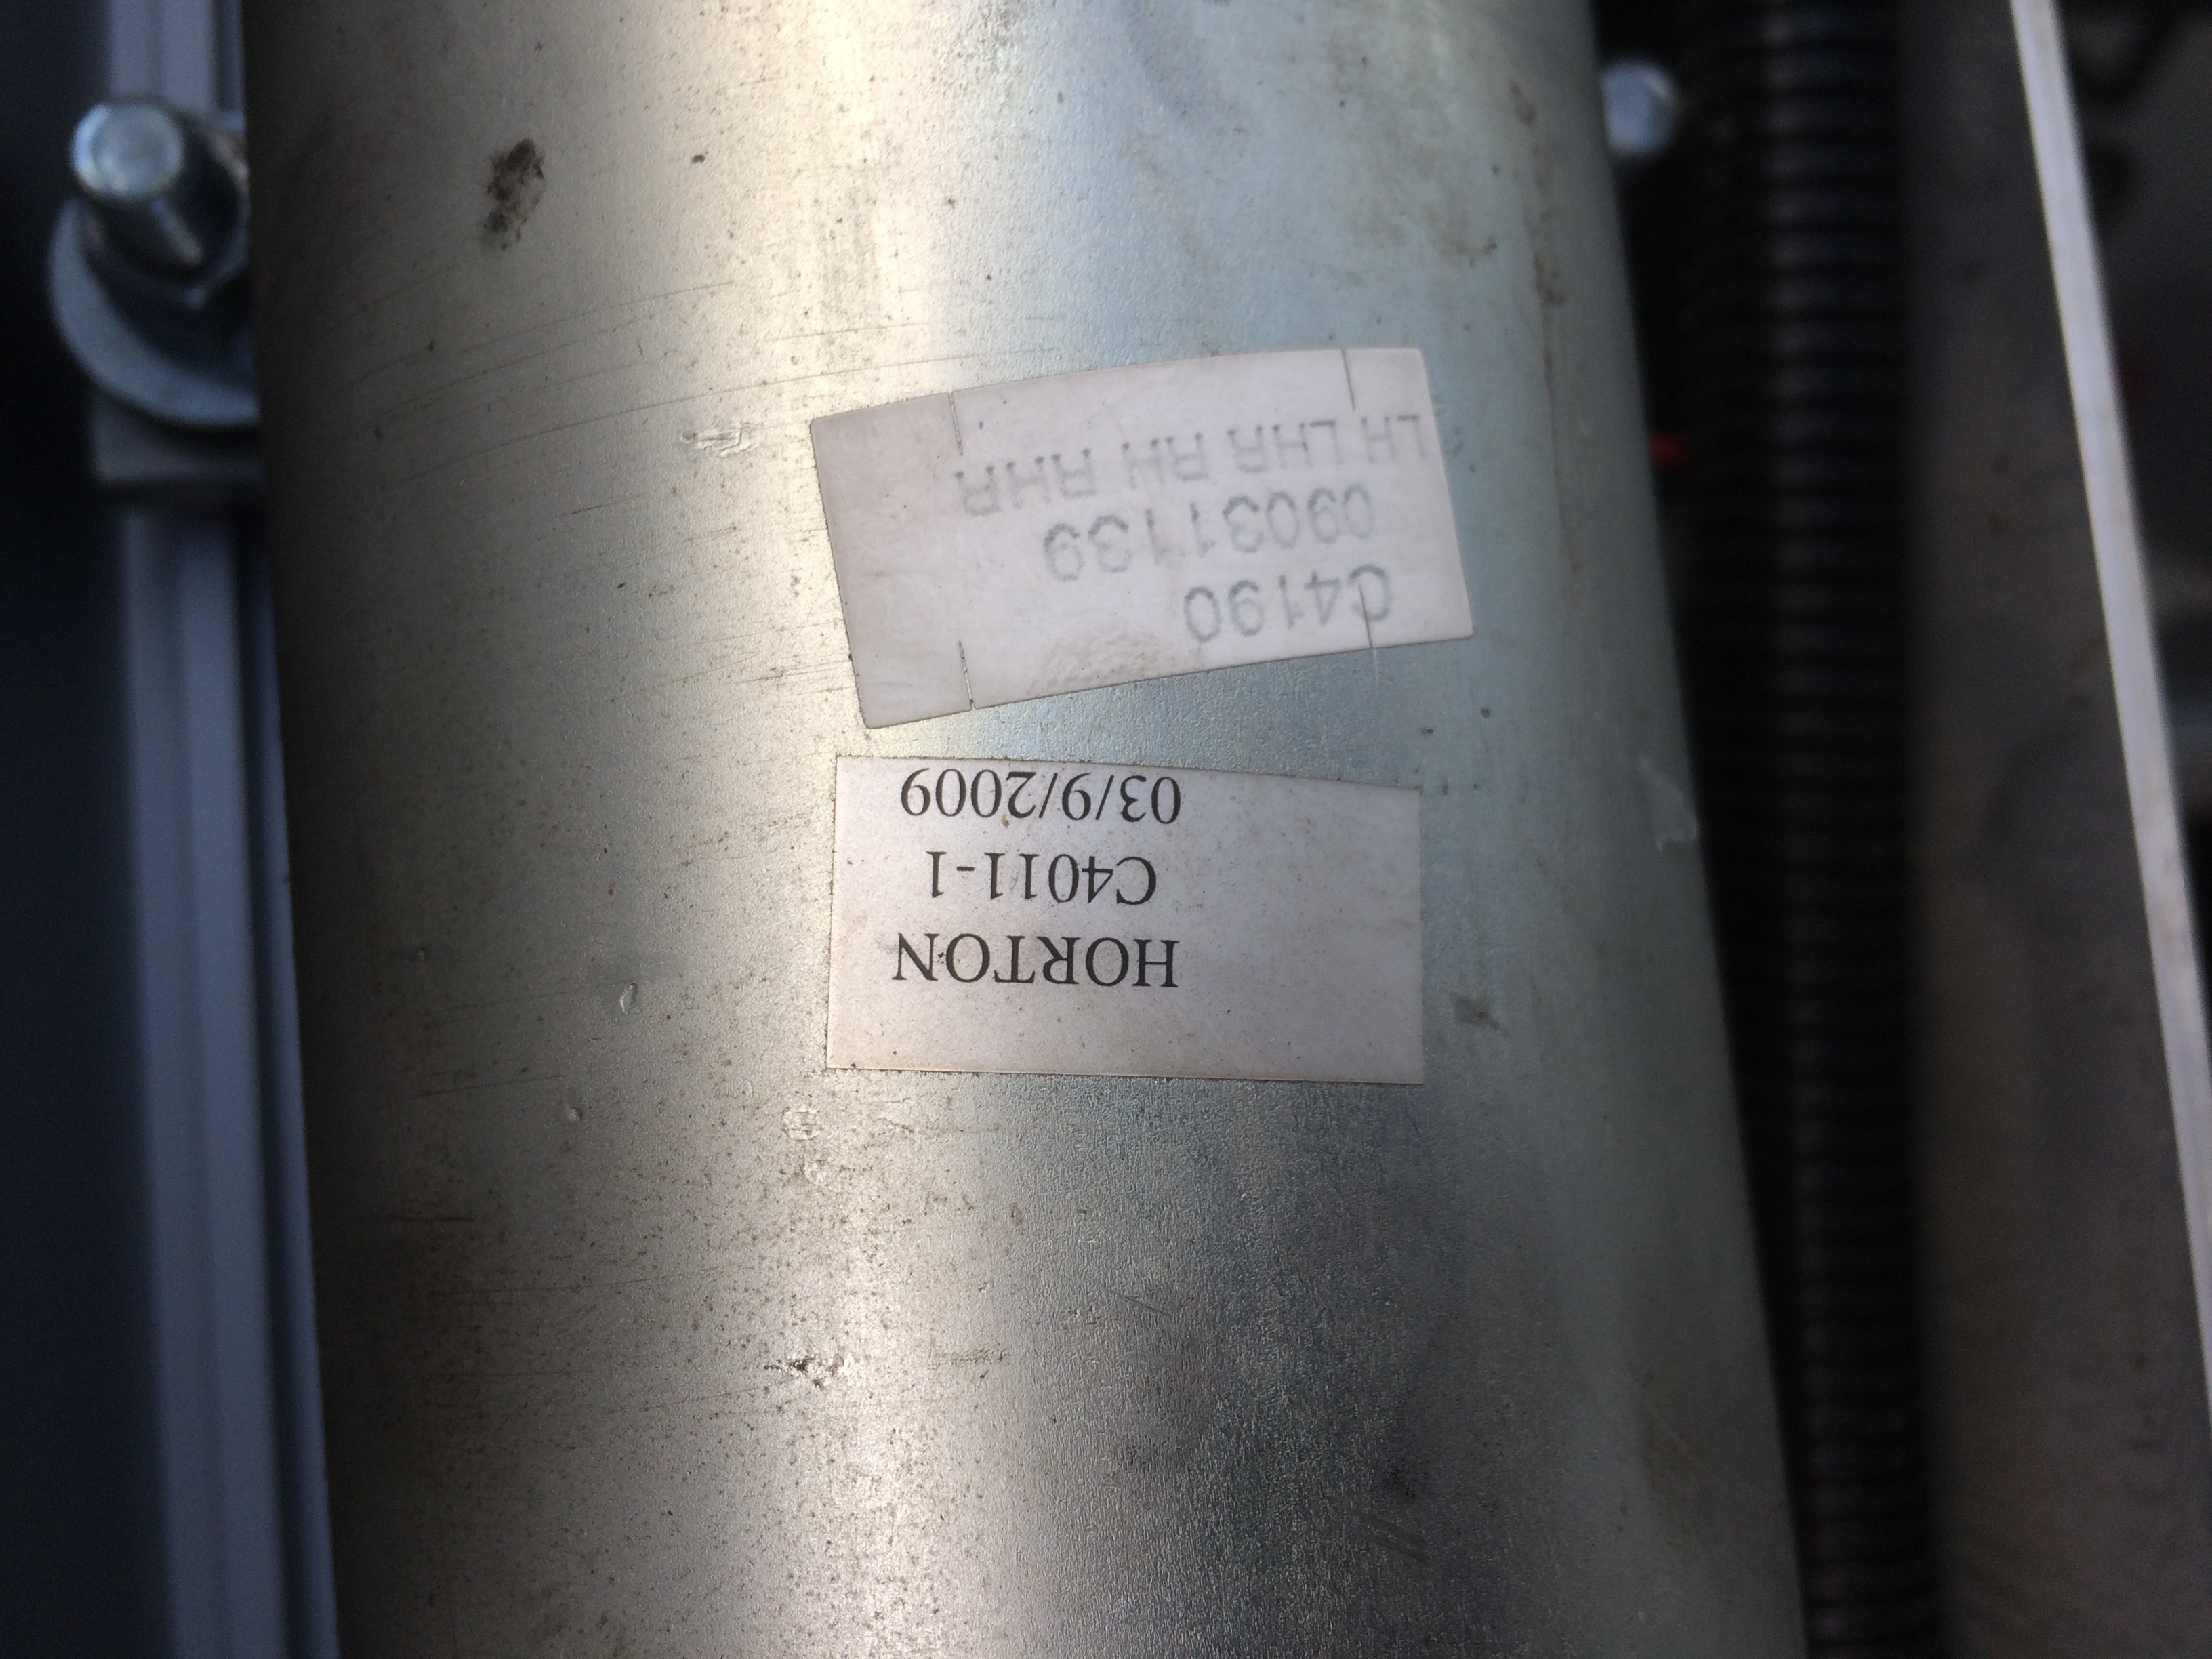 HORTON
C4011-1
03/9/2009
C4190
09031139
LH LHR RH RHR